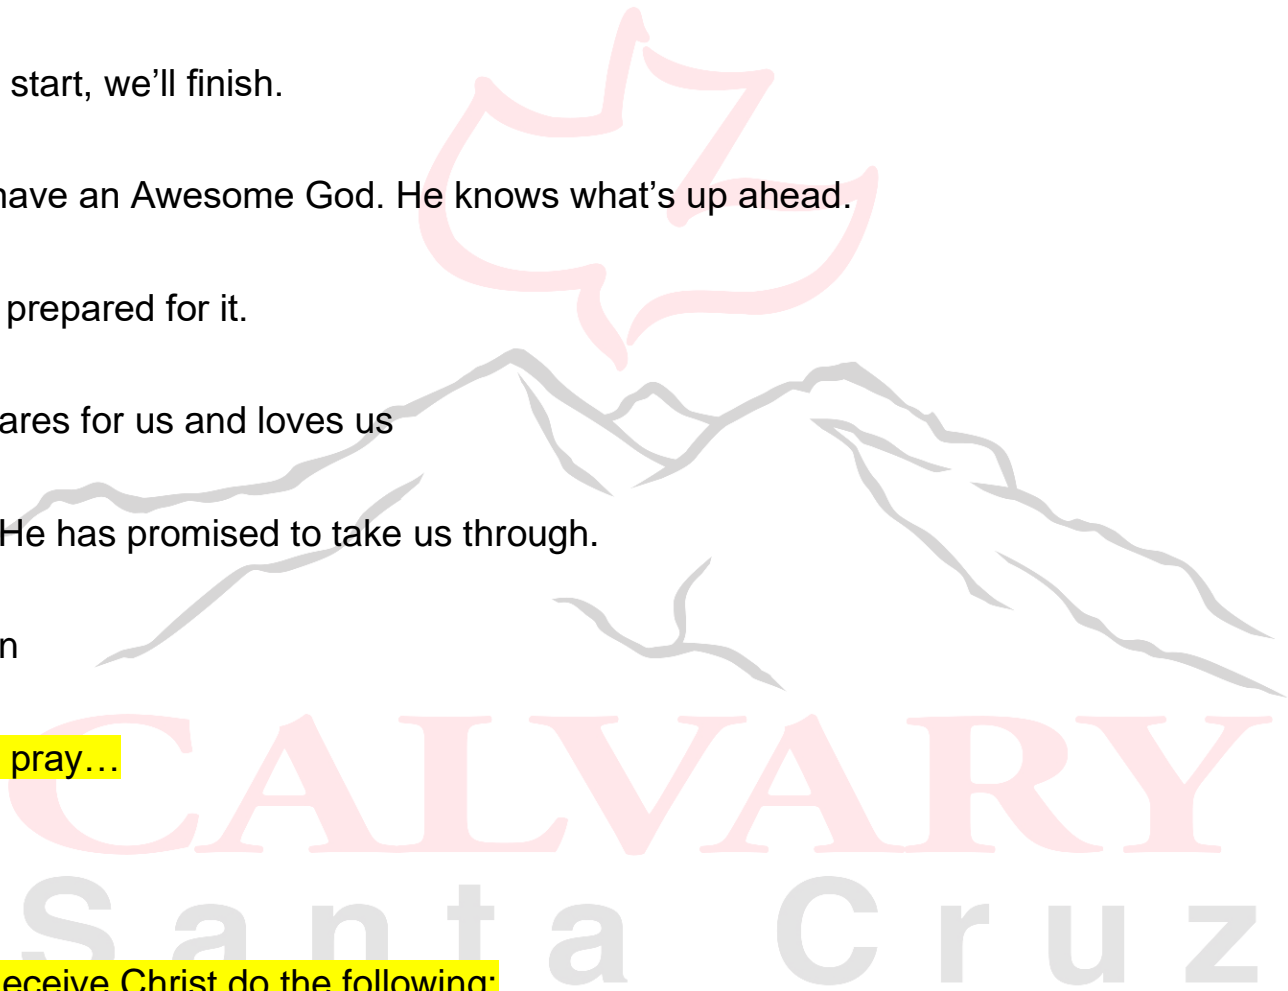 start, we’ll finish.
have an Awesome God. He knows what’s up ahead.
prepared for it.
ares for us and loves us
He has promised to take us through.
n
pray…
CALVARY
Santa Cruz
eceive Christ do the following: